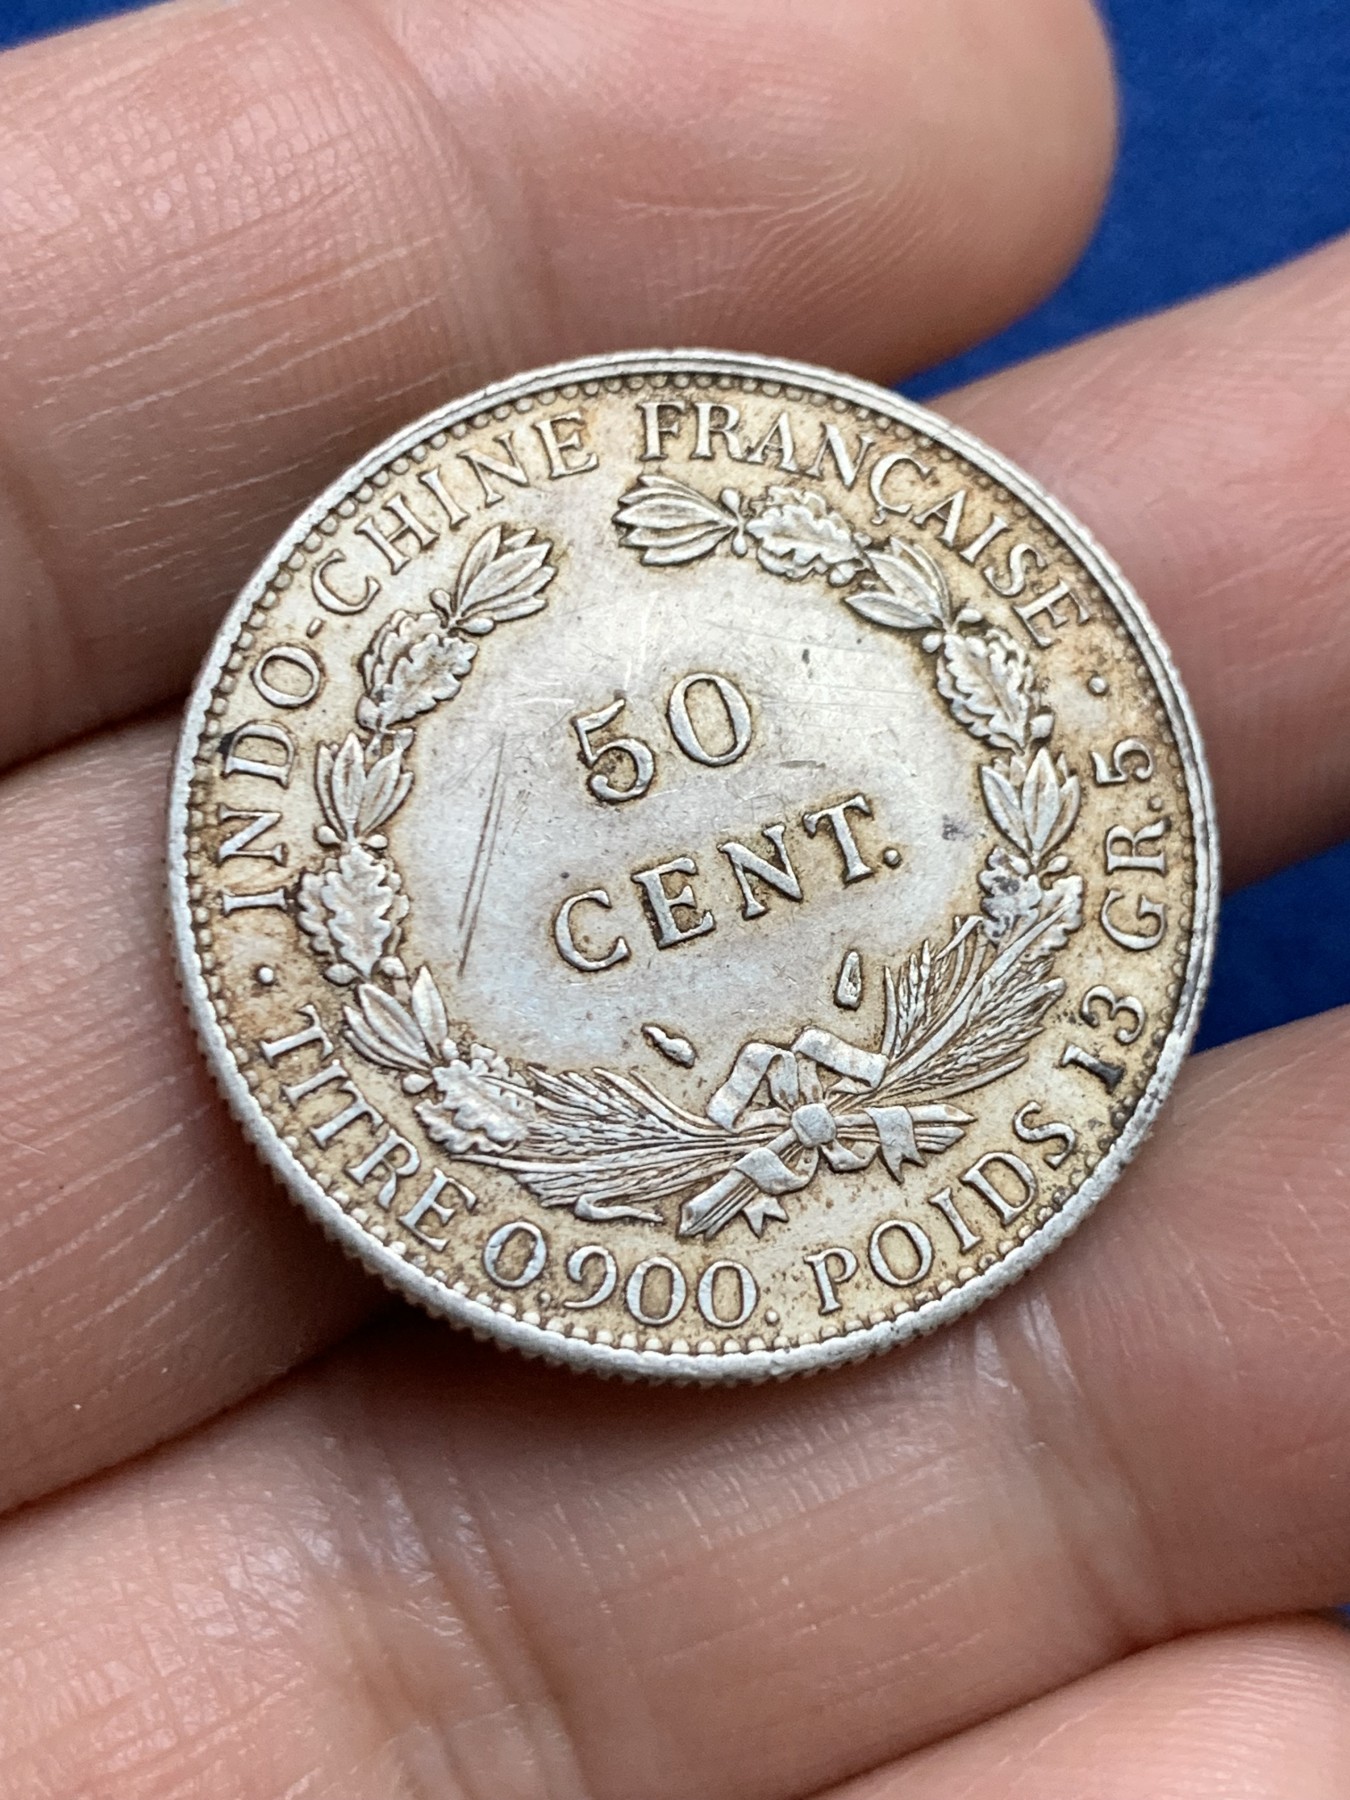 INDO-CHINE FRANÇAISE
50
CENT.
· TITRE 0.900. POIDS 13 GR. 5 ·